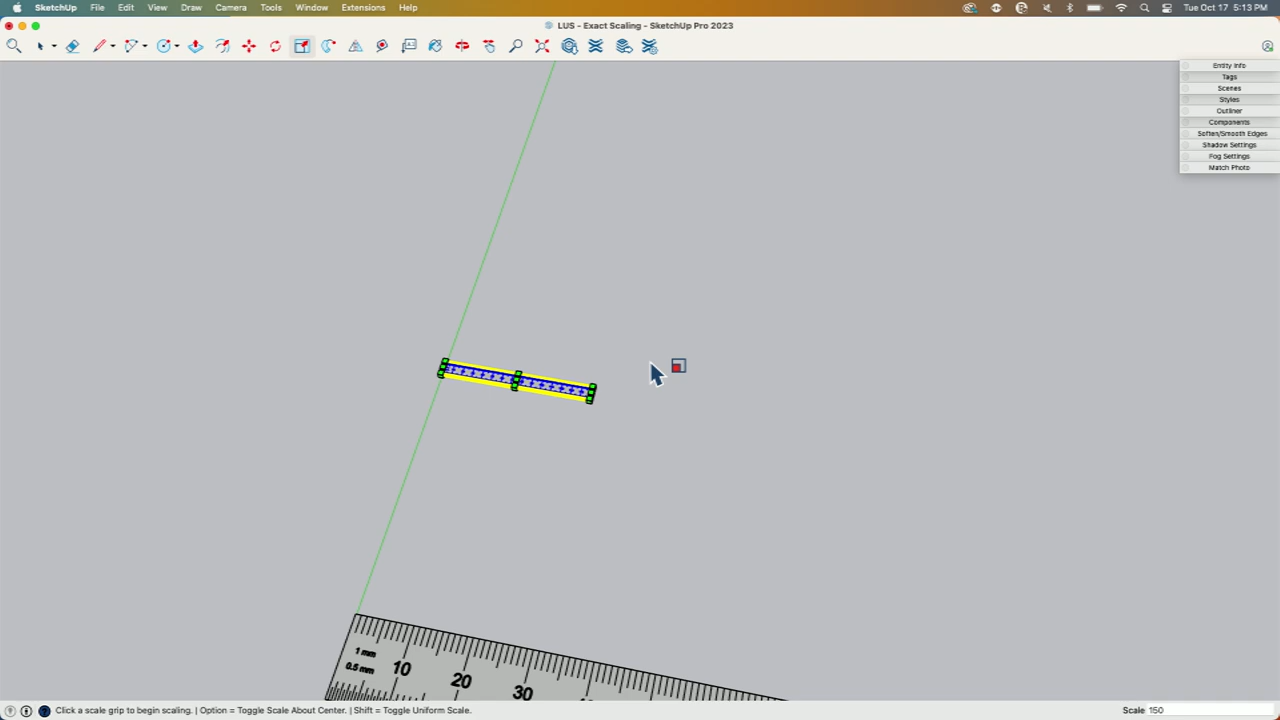 SketchUp File Edit View Draw Camera Tools Window Extensions Help
Tue Oct 17 5:13 PM
LUS - Exact Scaling - SketchUp Pro 2023
Entity Info
Tags
Scenes
Styles
Outliner
Components
Soften/Smooth Edges
Shadow Settings
Fog Settings
Match Photo
1 mm
0.5 mm
10
20
30
Click a scale grip to begin scaling. | Option = Toggle Scale About Center. | Shift = Toggle Uniform Scale.
Scale 150